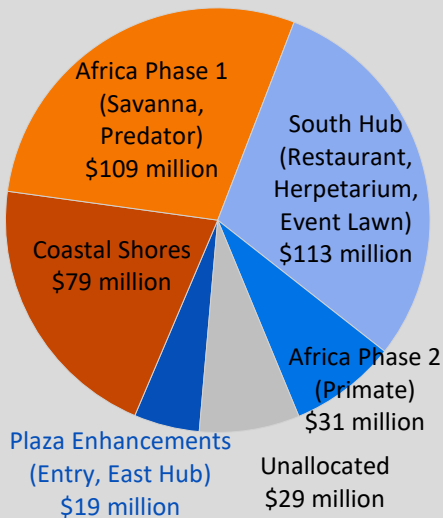 Africa Phase 1
(Savanna,
Predator)
$109 million
South Hub
(Restaurant,
Herpetarium,
Event Lawn)
$113 million
Coastal Shores
$79 million
Africa Phase 2
(Primate)
$31 million
Plaza Enhancements
(Entry, East Hub)
$19 million
Unallocated
$29 million